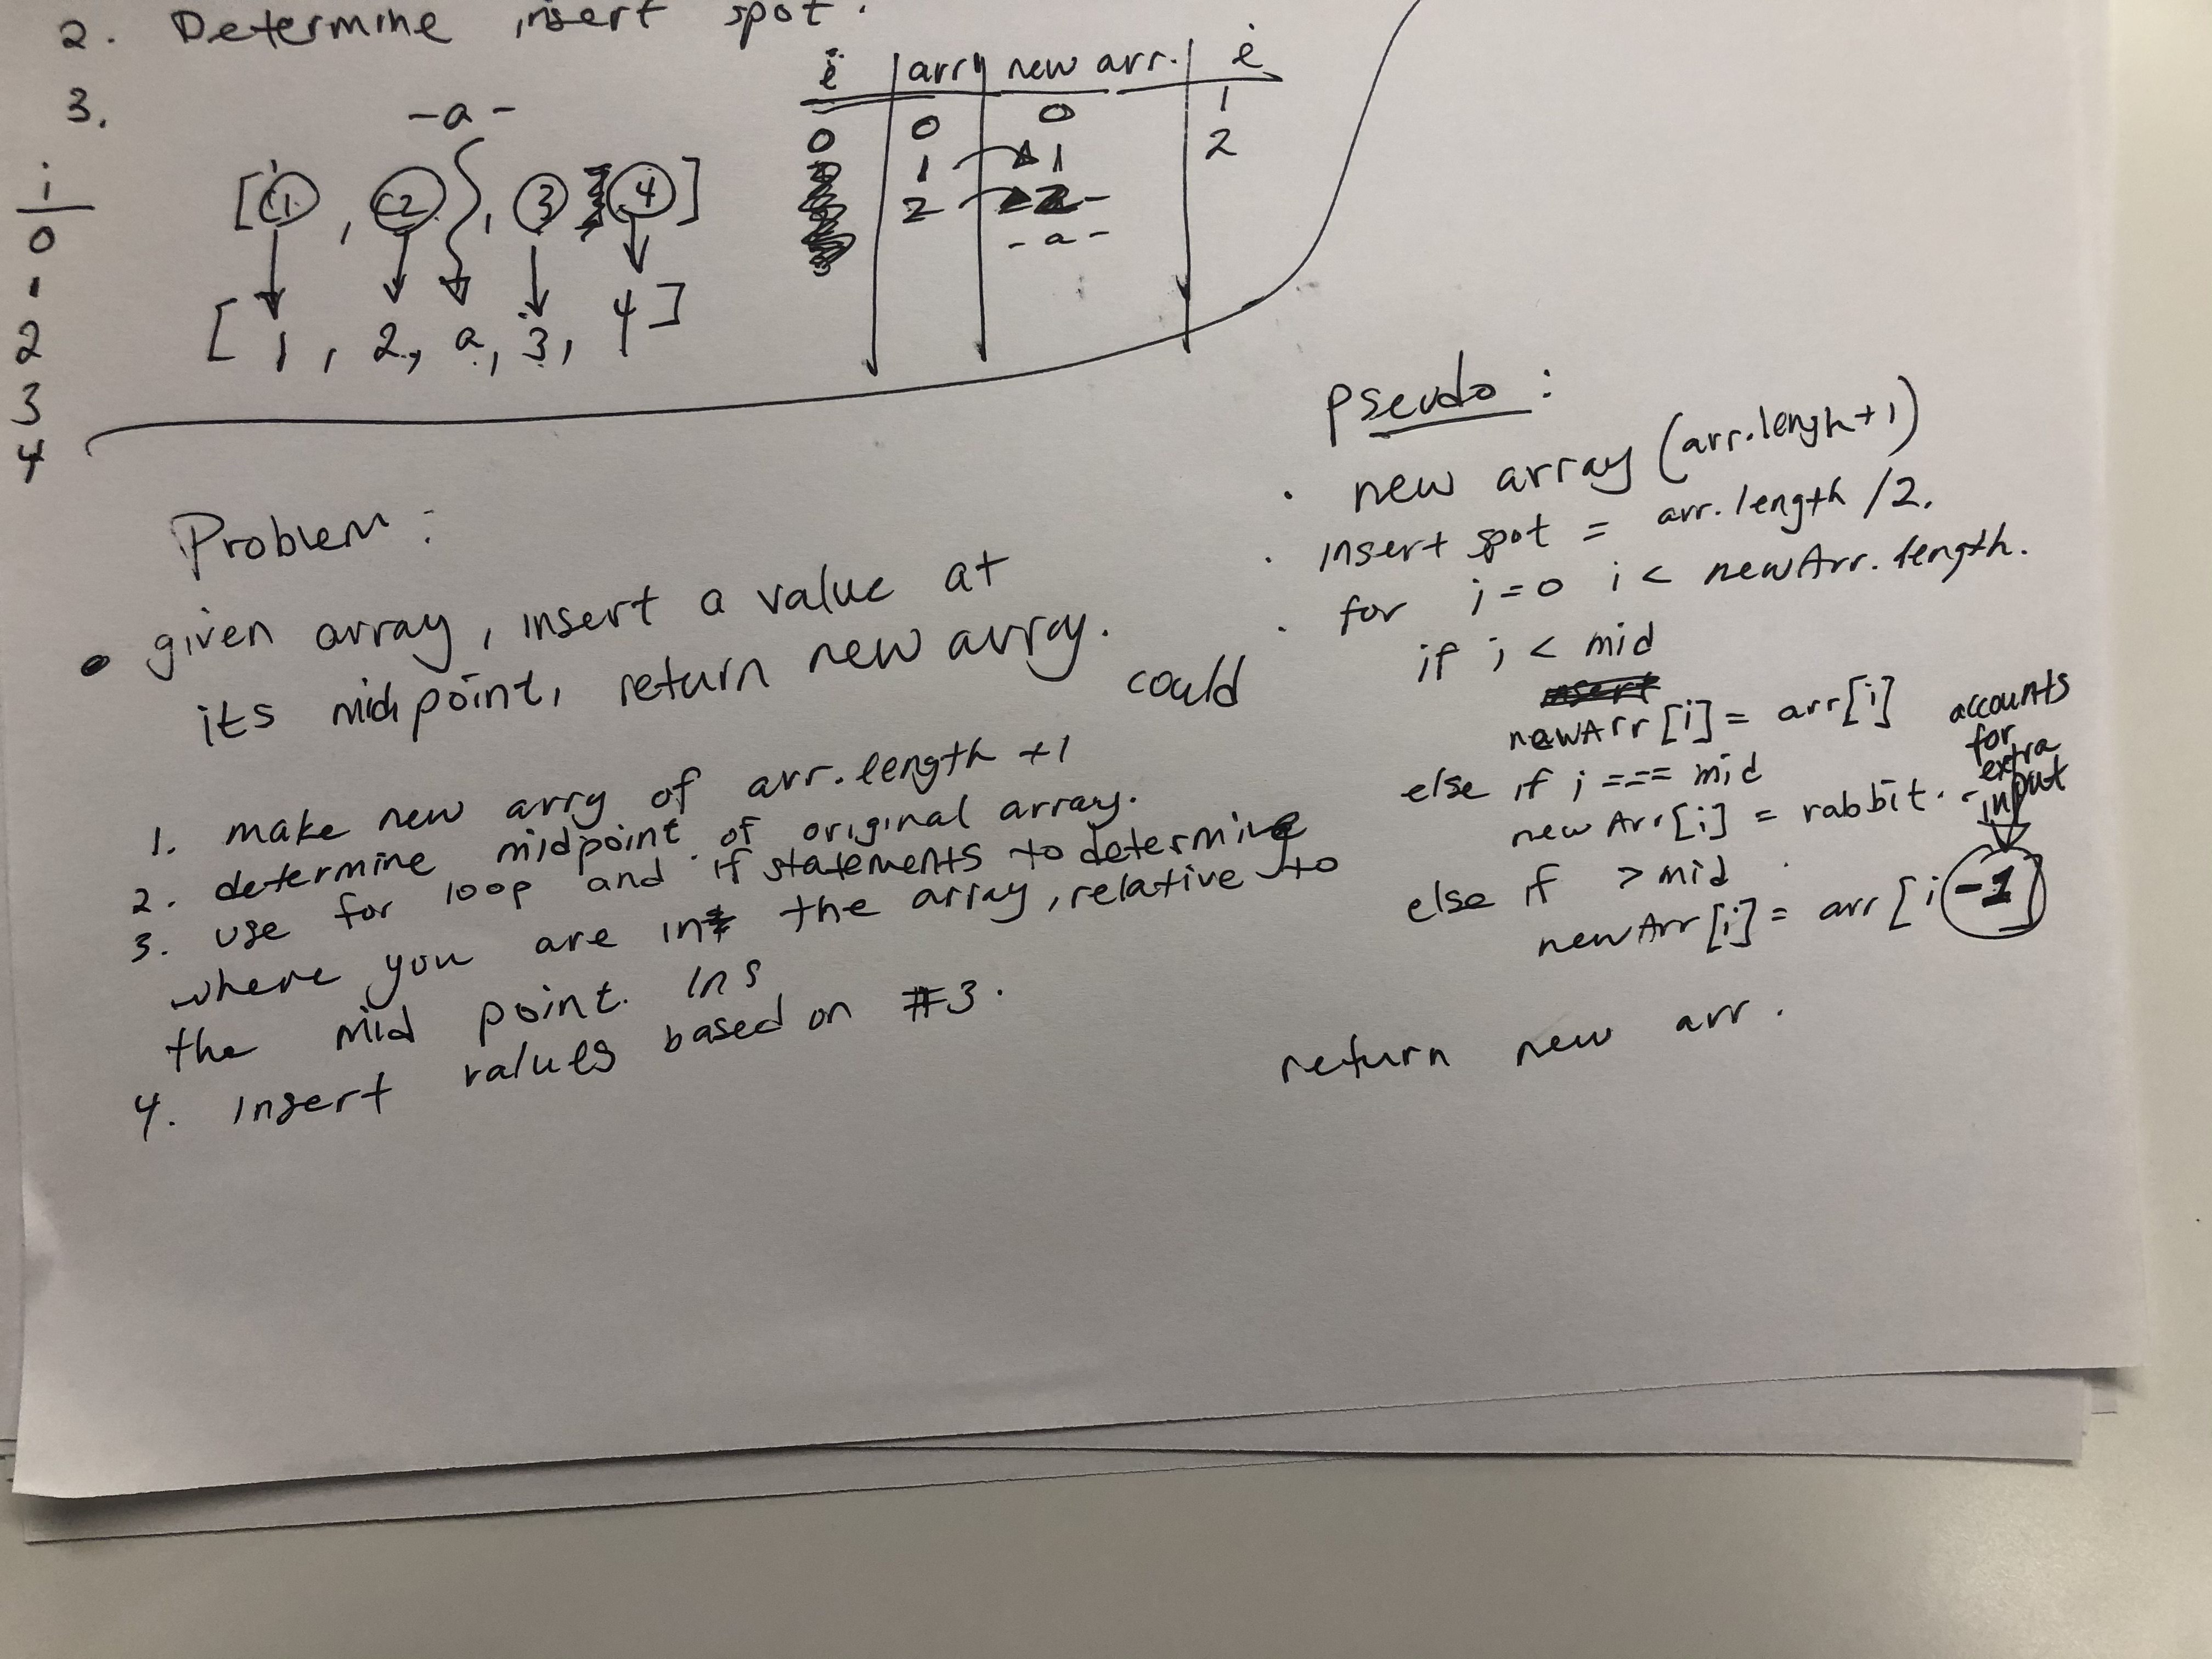 2. Determine insert spot.
3.
-a-
i
0
1
2
3
4
[1, 2, 3, 4]
[1, 2, a, 3, 4]
i arry new arr. i
0 0 0 1
1 1 2
2 2 -
- a -
Problem:
given array, insert a value at
its midpoint, return new array.
could
1. make new arry of arr.length +1
2. determine midpoint of original array.
3. use for loop and if statements to determine
where you are in the array, relative to
the mid point. Ins
4. Insert values based on #3.
Pseudo:
· new array (arr.lengh+1)
· insert spot = arr.length /2.
· for i=0 i < newArr.length.
if i < mid
insert
newArr[i] = arr[i]
else if i === mid
newArr[i] = rabbit.
else if > mid
newArr[i] = arr[i-1]
accounts
for
extra
-input
return new arr.